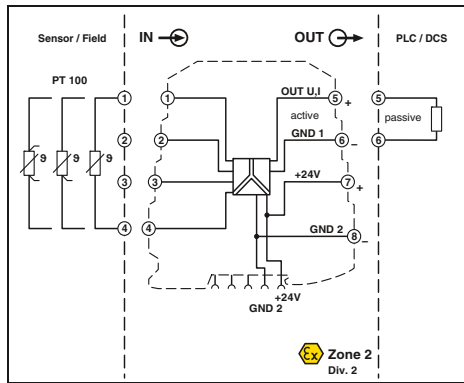 Sensor / Field
IN
OUT
PLC / DCS
PT 100
1
1
OUT U,I
5
+
5
active
passive
2
2
GND 1
6
–
6
ϑ
ϑ
ϑ
3
3
+24V
7
+
4
4
GND 2
8
–
+24V
GND 2
Ex
Zone 2
Div. 2